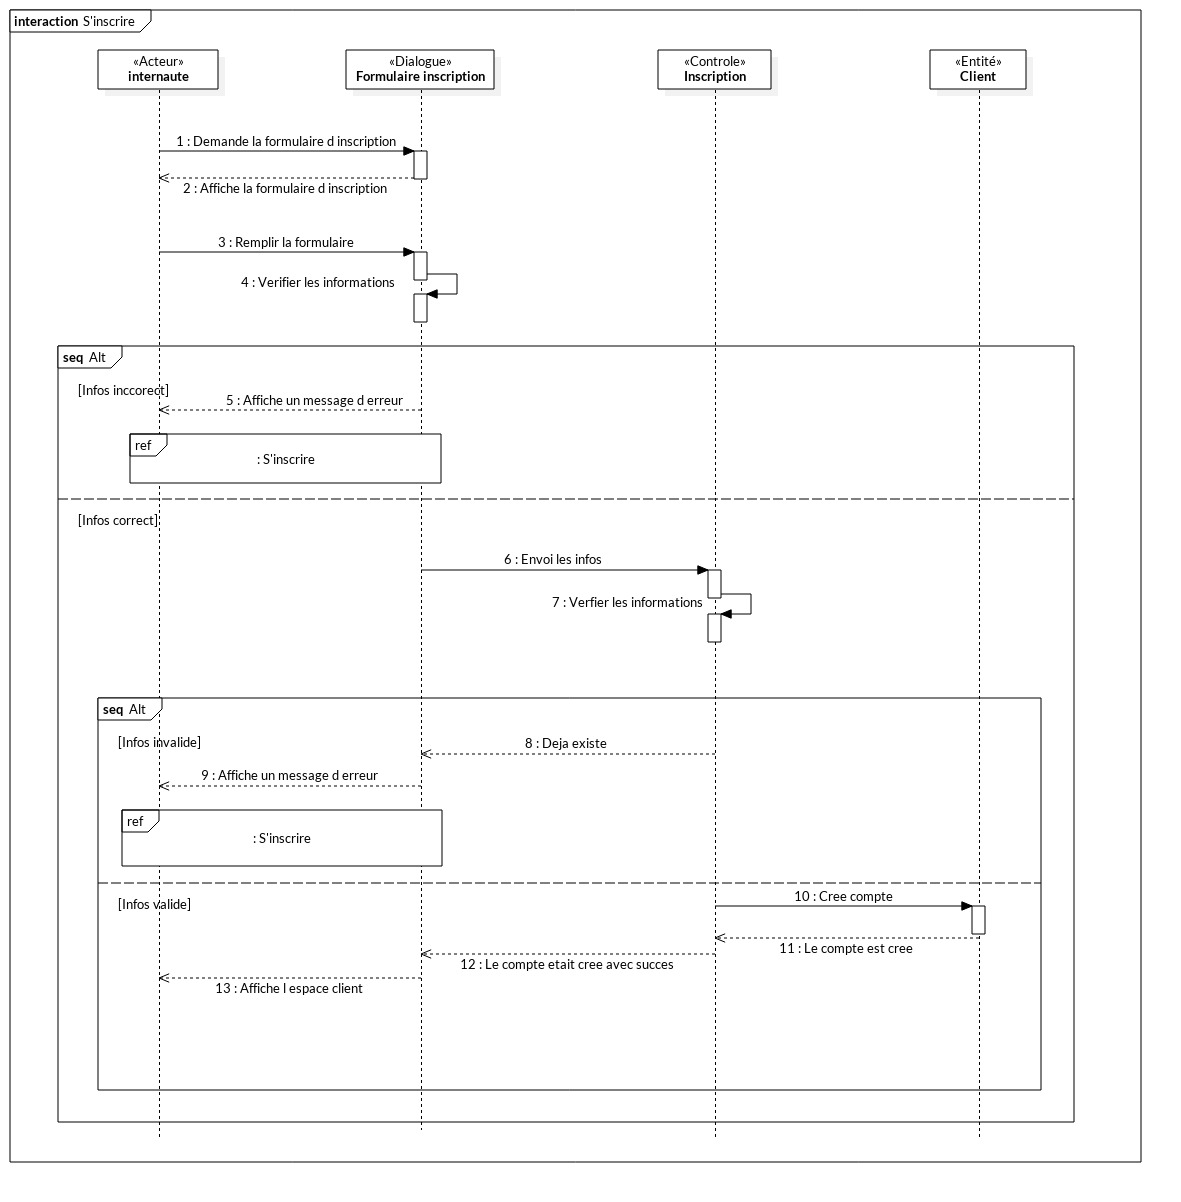 interaction S'inscrire
«Acteur»
internaute
«Dialogue»
Formulaire inscription
«Controle»
Inscription
«Entité»
Client
1 : Demande la formulaire d inscription
2 : Affiche la formulaire d inscription
3 : Remplir la formulaire
4 : Verifier les informations
seq Alt
[Infos inccorect]
5 : Affiche un message d erreur
ref
: S'inscrire
[Infos correct]
6 : Envoi les infos
7 : Verfier les informations
seq Alt
[Infos invalide]
8 : Deja existe
9 : Affiche un message d erreur
ref
: S'inscrire
[Infos valide]
10 : Cree compte
11 : Le compte est cree
12 : Le compte etait cree avec succes
13 : Affiche l espace client